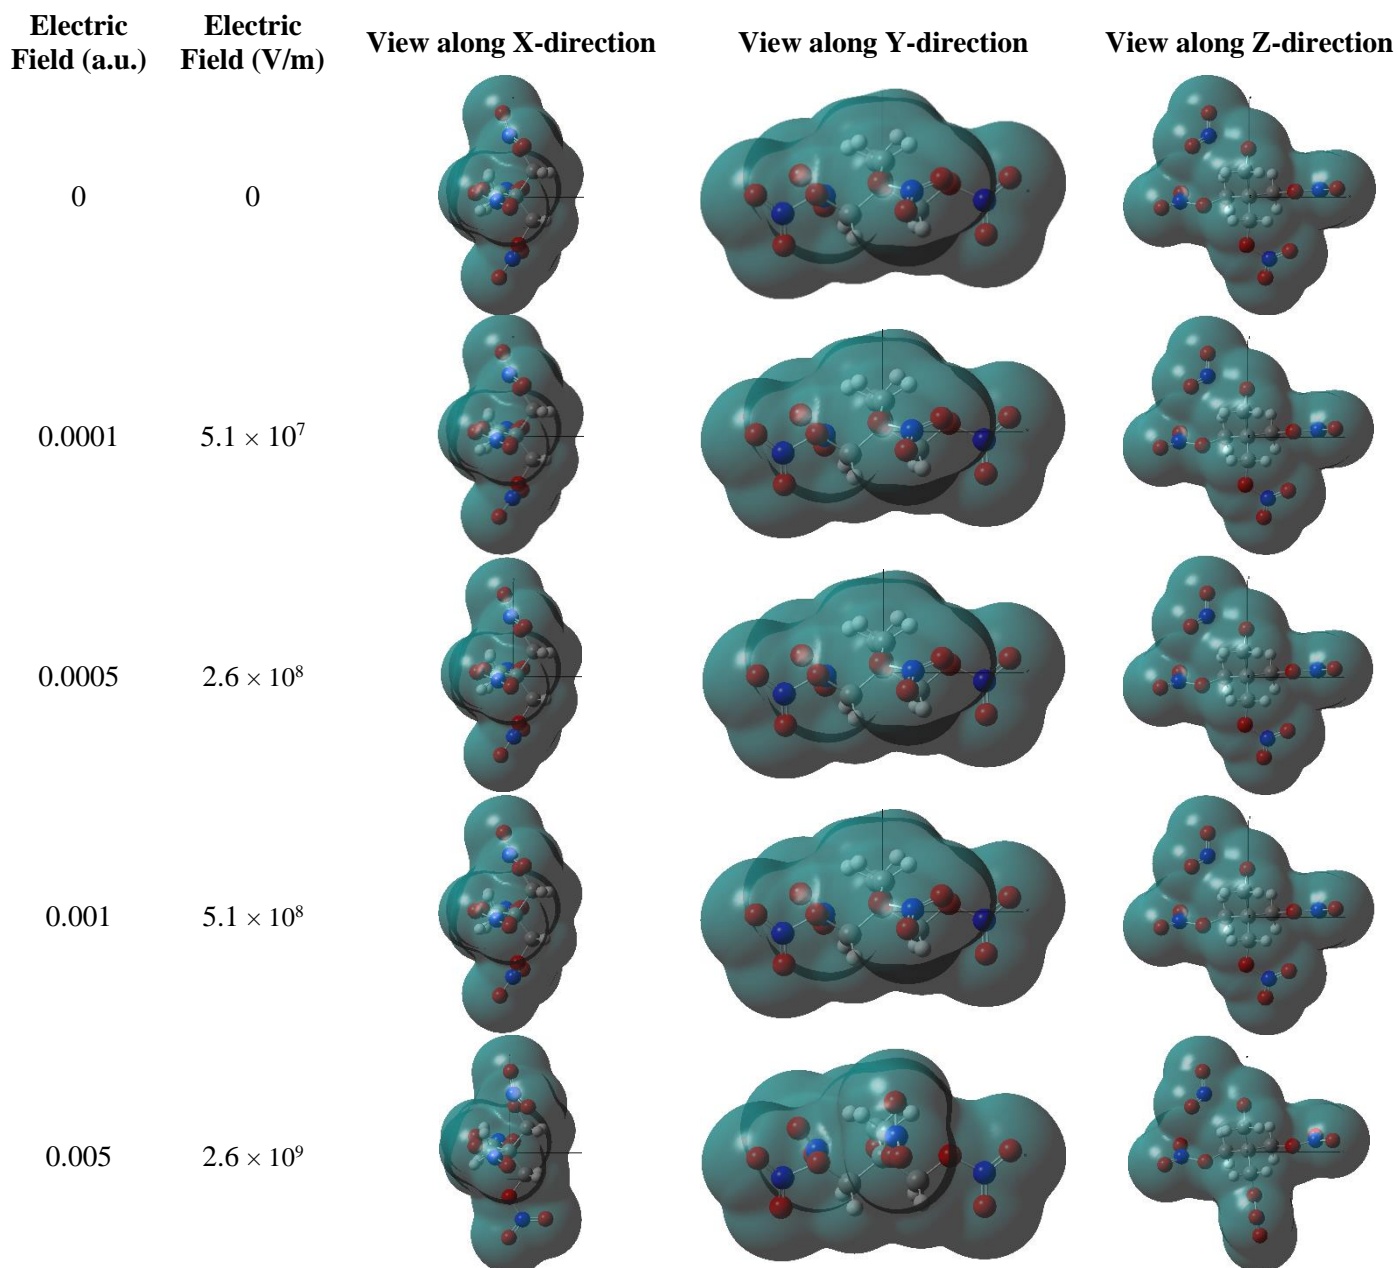 Electric Field (a.u.) Electric Field (V/m) View along X-direction View along Y-direction View along Z-direction
0 0
0.0001 5.1 × 10⁷
0.0005 2.6 × 10⁸
0.001 5.1 × 10⁸
0.005 2.6 × 10⁹